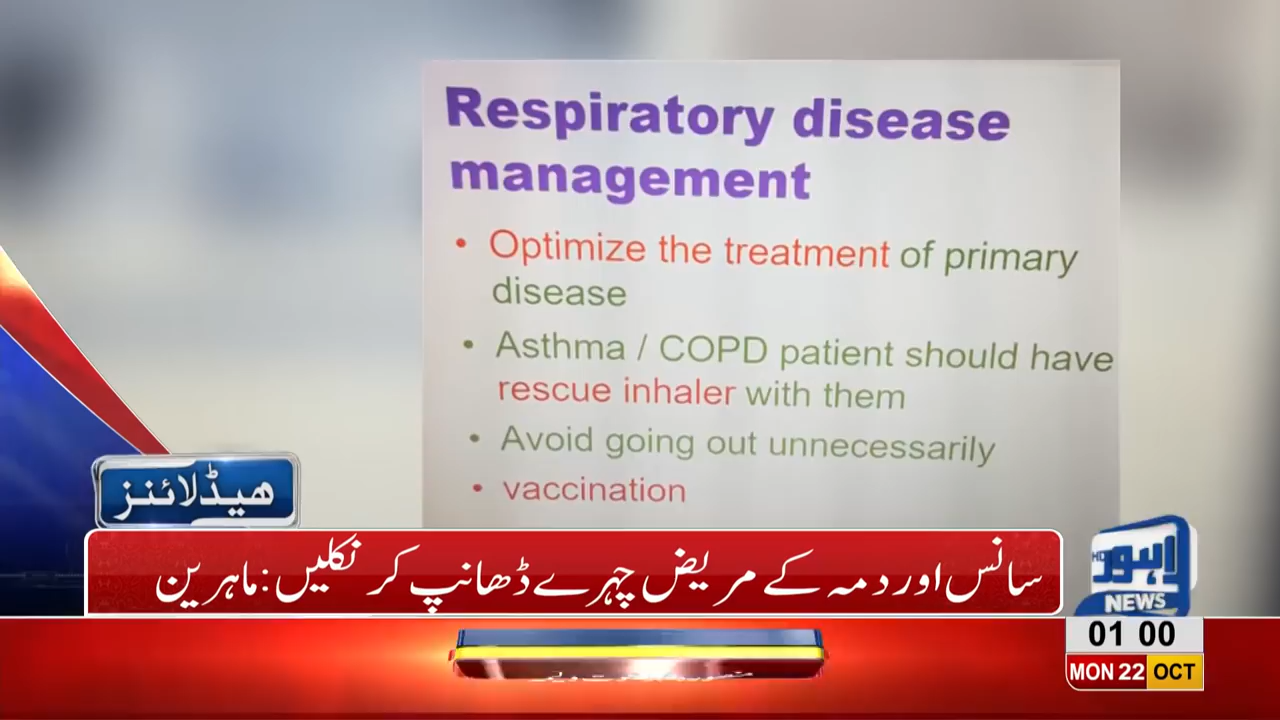 Respiratory disease
management
• Optimize the treatment of primary
disease
• Asthma / COPD patient should have
rescue inhaler with them
• Avoid going out unnecessarily
• vaccination
ھیڈلائنز
سانس اور دمہ کے مریض چہرے ڈھانپ کر نکلیں: ماہرین
HD
لاہور
NEWS
01 00
MON 22 OCT